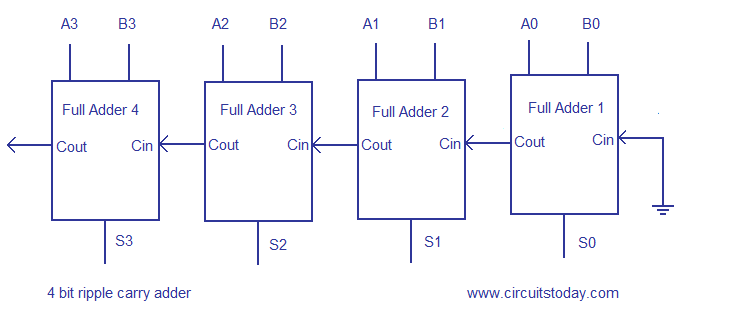 A3 B3 A2 B2 A1 B1 A0 B0
Full Adder 4 Full Adder 3 Full Adder 2 Full Adder 1
Cout Cin Cout Cin Cout Cin Cout Cin
S3 S2 S1 S0
4 bit ripple carry adder www.circuitstoday.com